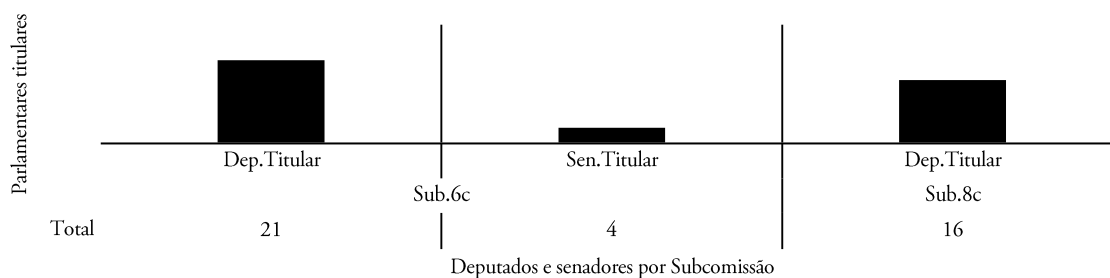 Parlamentares titulares
Dep.Titular Sen.Titular Dep.Titular
Sub.6c Sub.8c
Total 21 4 16
Deputados e senadores por Subcomissão